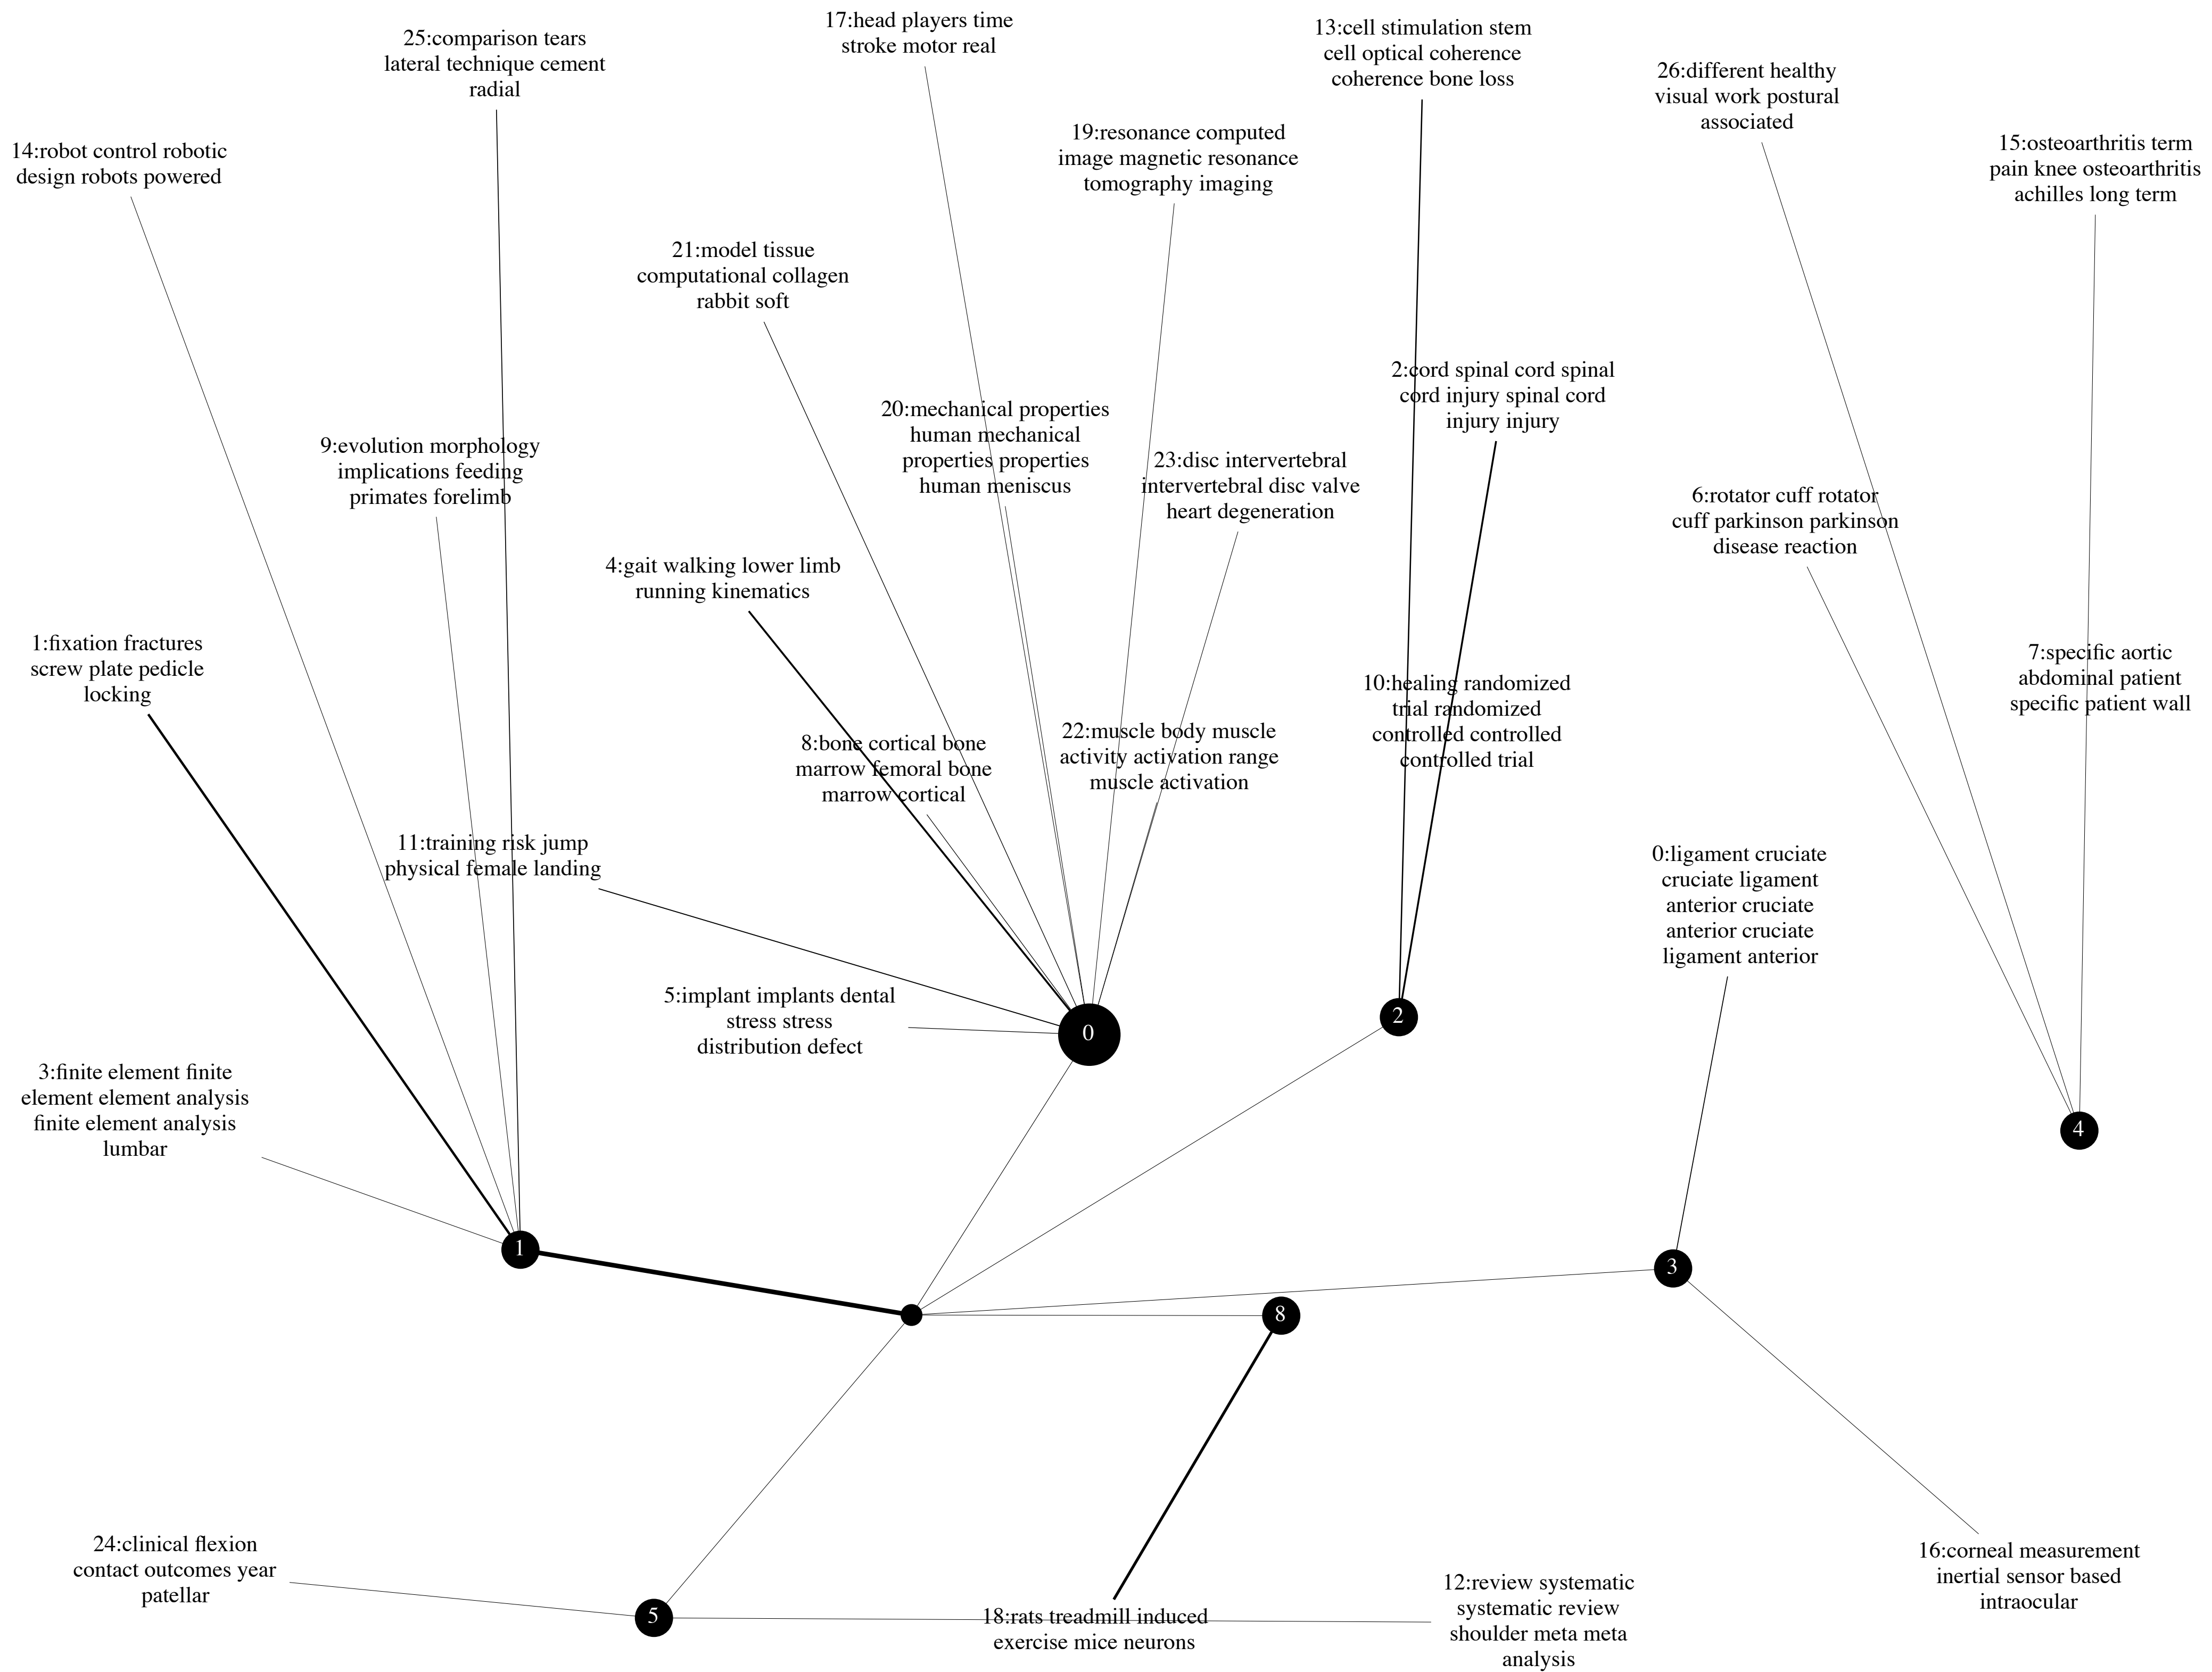 17:head players time
stroke motor real
13:cell stimulation stem
cell optical coherence
coherence bone loss
25:comparison tears
lateral technique cement
radial
26:different healthy
visual work postural
associated
19:resonance computed
image magnetic resonance
tomography imaging
15:osteoarthritis term
pain knee osteoarthritis
achilles long term
14:robot control robotic
design robots powered
21:model tissue
computational collagen
rabbit soft
2:cord spinal cord spinal
cord injury spinal cord
injury injury
20:mechanical properties
human mechanical
properties properties
human meniscus
9:evolution morphology
implications feeding
primates forelimb
23:disc intervertebral
intervertebral disc valve
heart degeneration
6:rotator cuff rotator
cuff parkinson parkinson
disease reaction
4:gait walking lower limb
running kinematics
1:fixation fractures
screw plate pedicle
locking
7:specific aortic
abdominal patient
specific patient wall
10:healing randomized
trial randomized
controlled controlled
controlled trial
22:muscle body muscle
activity activation range
muscle activation
8:bone cortical bone
marrow femoral bone
marrow cortical
11:training risk jump
physical female landing
0:ligament cruciate
cruciate ligament
anterior cruciate
anterior cruciate
ligament anterior
5:implant implants dental
stress stress
distribution defect
0
2
3:finite element finite
element element analysis
finite element analysis
lumbar
4
1
3
8
24:clinical flexion
contact outcomes year
patellar
5
18:rats treadmill induced
exercise mice neurons
12:review systematic
systematic review
shoulder meta meta
analysis
16:corneal measurement
inertial sensor based
intraocular